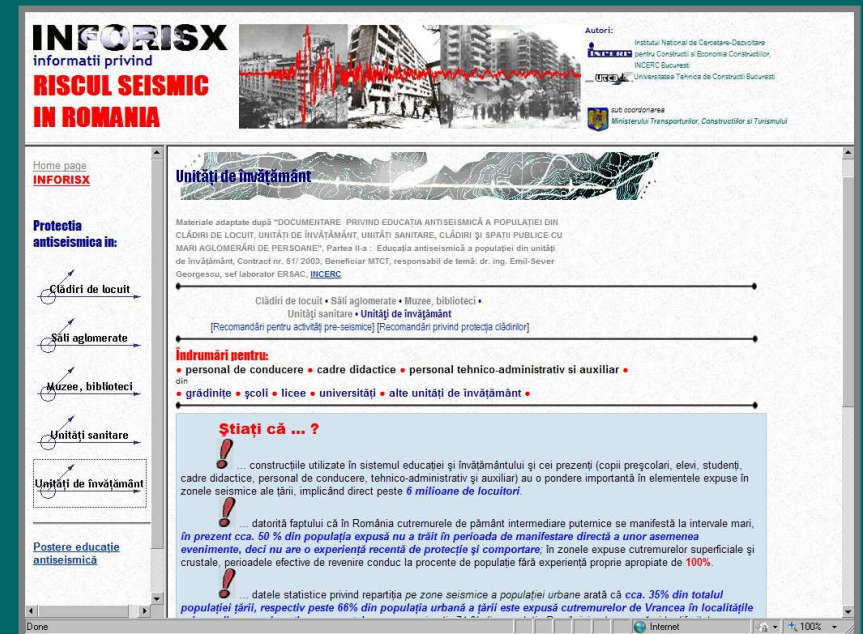 INFORISX
informatii privind
RISCUL SEISMIC
IN ROMANIA
Autori:
Institutul National de Cercetare-Dezvoltare
pentru Constructii si Economia Constructiilor,
INCERC Bucuresti
Universitatea Tehnica de Constructii Bucuresti
sub coordonarea
Ministerului Transporturilor, Constructiilor si Turismului
Home page
INFORISX
Protectia
antiseismica in:
Clădiri de locuit
Săli aglomerate
Muzee, biblioteci
Unități sanitare
Unități de învățământ
Postere educație
antiseismică
Unități de învățământ
Materiale adaptate după "DOCUMENTARE PRIVIND EDUCAȚIA ANTISEISMICĂ A POPULAȚIEI DIN
CLĂDIRI DE LOCUIT, UNITĂȚI DE ÎNVĂȚĂMÂNT, UNITĂȚI SANITARE, CLĂDIRI ȘI SPATII PUBLICE CU
MARI AGLOMERĂRI DE PERSOANE", Partea II-a : Educația antiseismică a populației din unități
de învățământ, Contract nr. 51/ 2003, Beneficiar MTCT, responsabil de temă: dr. ing. Emil-Sever
Georgescu, sef laborator ERSAC, INCERC
Clădiri de locuit • Săli aglomerate • Muzee, biblioteci •
Unități sanitare • Unități de învățământ
[Recomandări pentru activități pre-seismice] [Recomandări privind protecția clădirilor]
Îndrumări pentru:
• personal de conducere • cadre didactice • personal tehnico-administrativ si auxiliar •
din
• grădinițe • școli • licee • universități • alte unități de învățământ •
Știați că ... ?
... construcțiile utilizate în sistemul educației și învățământului și cei prezenți (copii preșcolari, elevi, studenți,
cadre didactice, personal de conducere, tehnico-administrativ și auxiliar) au o pondere importantă în elementele expuse în
zonele seismice ale țării, implicând direct peste 6 milioane de locuitori.
... datorită faptului că în România cutremurele de pământ intermediare puternice se manifestă la intervale mari,
în prezent cca. 50 % din populația expusă nu a trăit în perioada de manifestare directă a unor asemenea
evenimente, deci nu are o experiență recentă de protecție și comportare; în zonele expuse cutremurelor superficiale și
crustale, perioadele efective de revenire conduc la procente de populație fără experiență proprie apropiate de 100%.
... datele statistice privind repartiția pe zone seismice a populației urbane arată că cca. 35% din totalul
populației țării, respectiv peste 66% din populația urbană a țării este expusă cutremurelor de Vrancea în localitățile
Done
Internet
100%